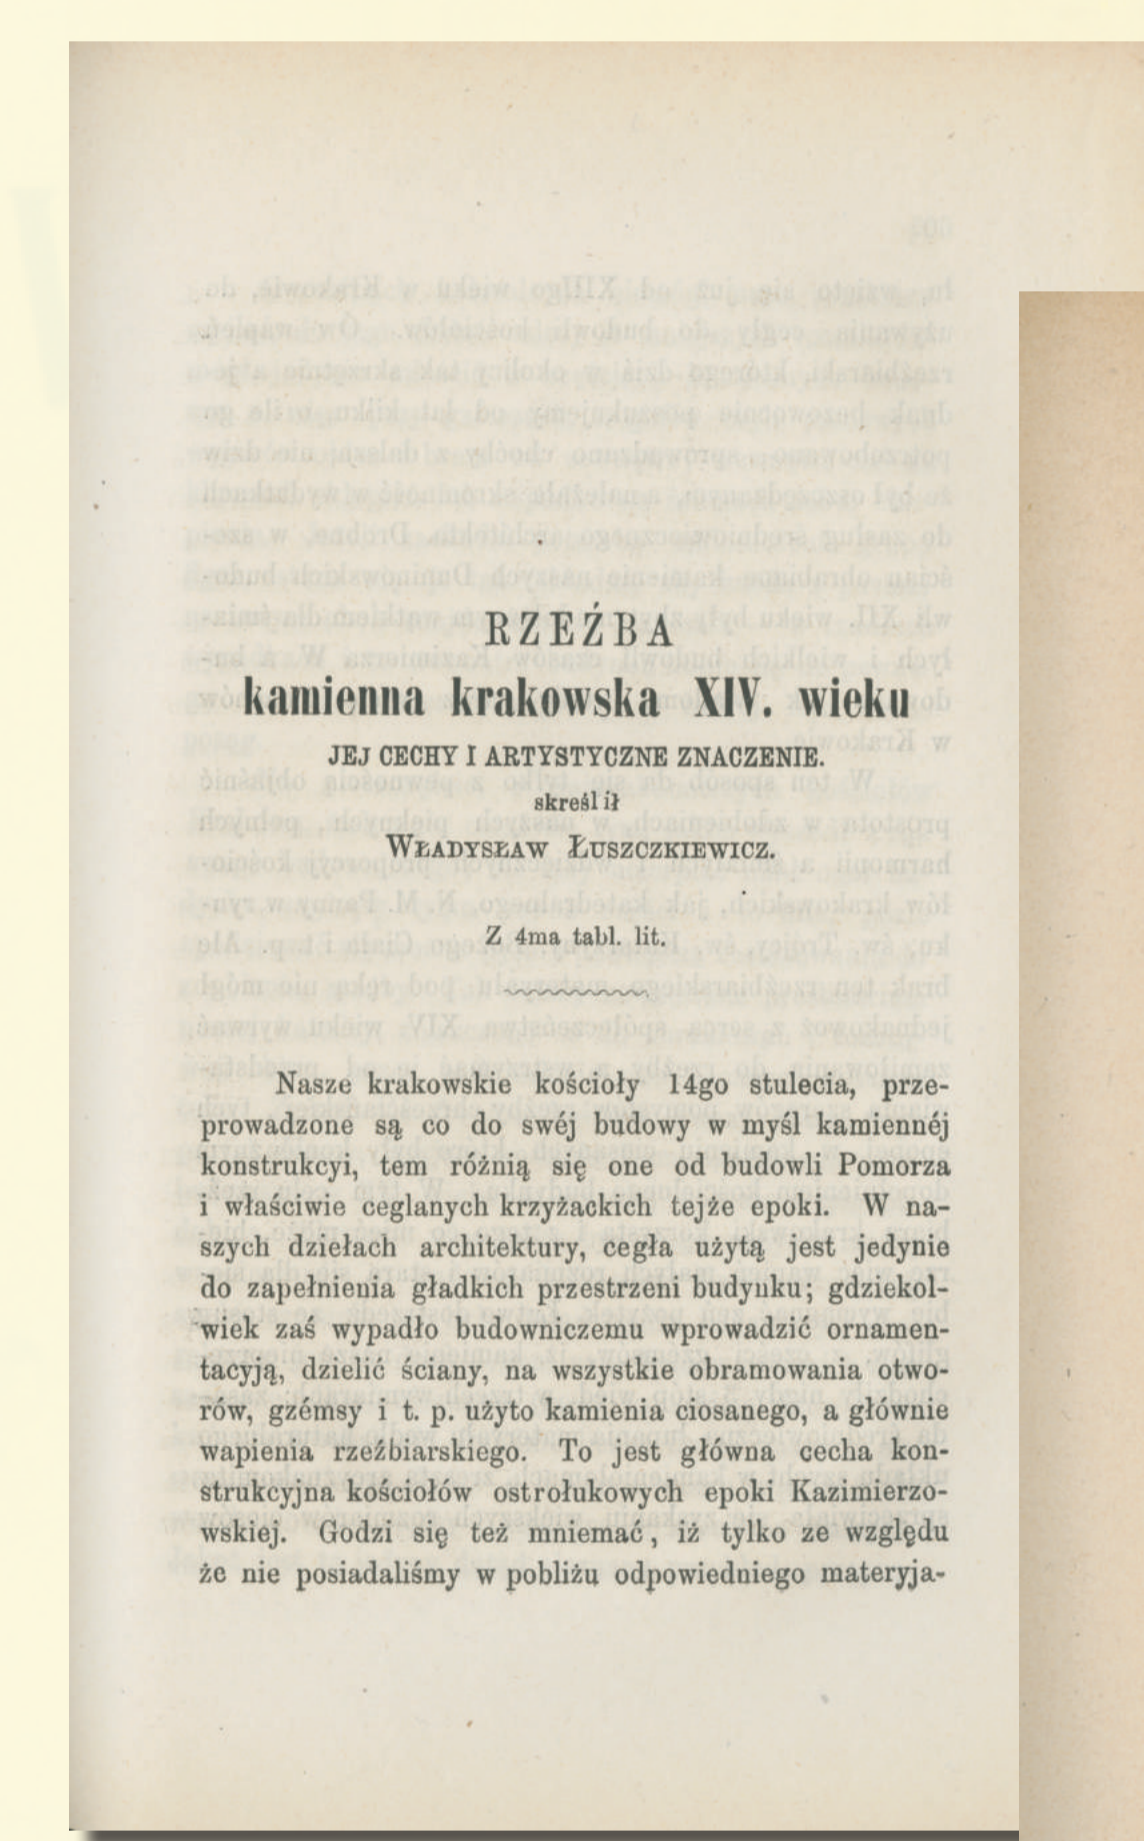 RZEŹBA
kamienna krakowska XIV. wieku
JEJ CECHY I ARTYSTYCZNE ZNACZENIE.
skreślił
WŁADYSŁAW ŁUSZCZKIEWICZ.
Z 4ma tabl. lit.
Nasze krakowskie kościoły 14go stulecia, prze-
prowadzone są co do swéj budowy w myśl kamiennéj
konstrukcyi, tem różnią się one od budowli Pomorza
i właściwie ceglanych krzyżackich tejże epoki. W na-
szych dziełach architektury, cegła użytą jest jedynie
do zapełnienia gładkich przestrzeni budynku; gdziekol-
wiek zaś wypadło budowniczemu wprowadzić ornamen-
tacyją, dzielić ściany, na wszystkie obramowania otwo-
rów, gzémsy i t. p. użyto kamienia ciosanego, a głównie
wapienia rzeźbiarskiego. To jest główna cecha kon-
strukcyjna kościołów ostrołukowych epoki Kazimierzo-
wskiej. Godzi się też mniemać, iż tylko ze względu
że nie posiadaliśmy w pobliżu odpowiedniego materyja-